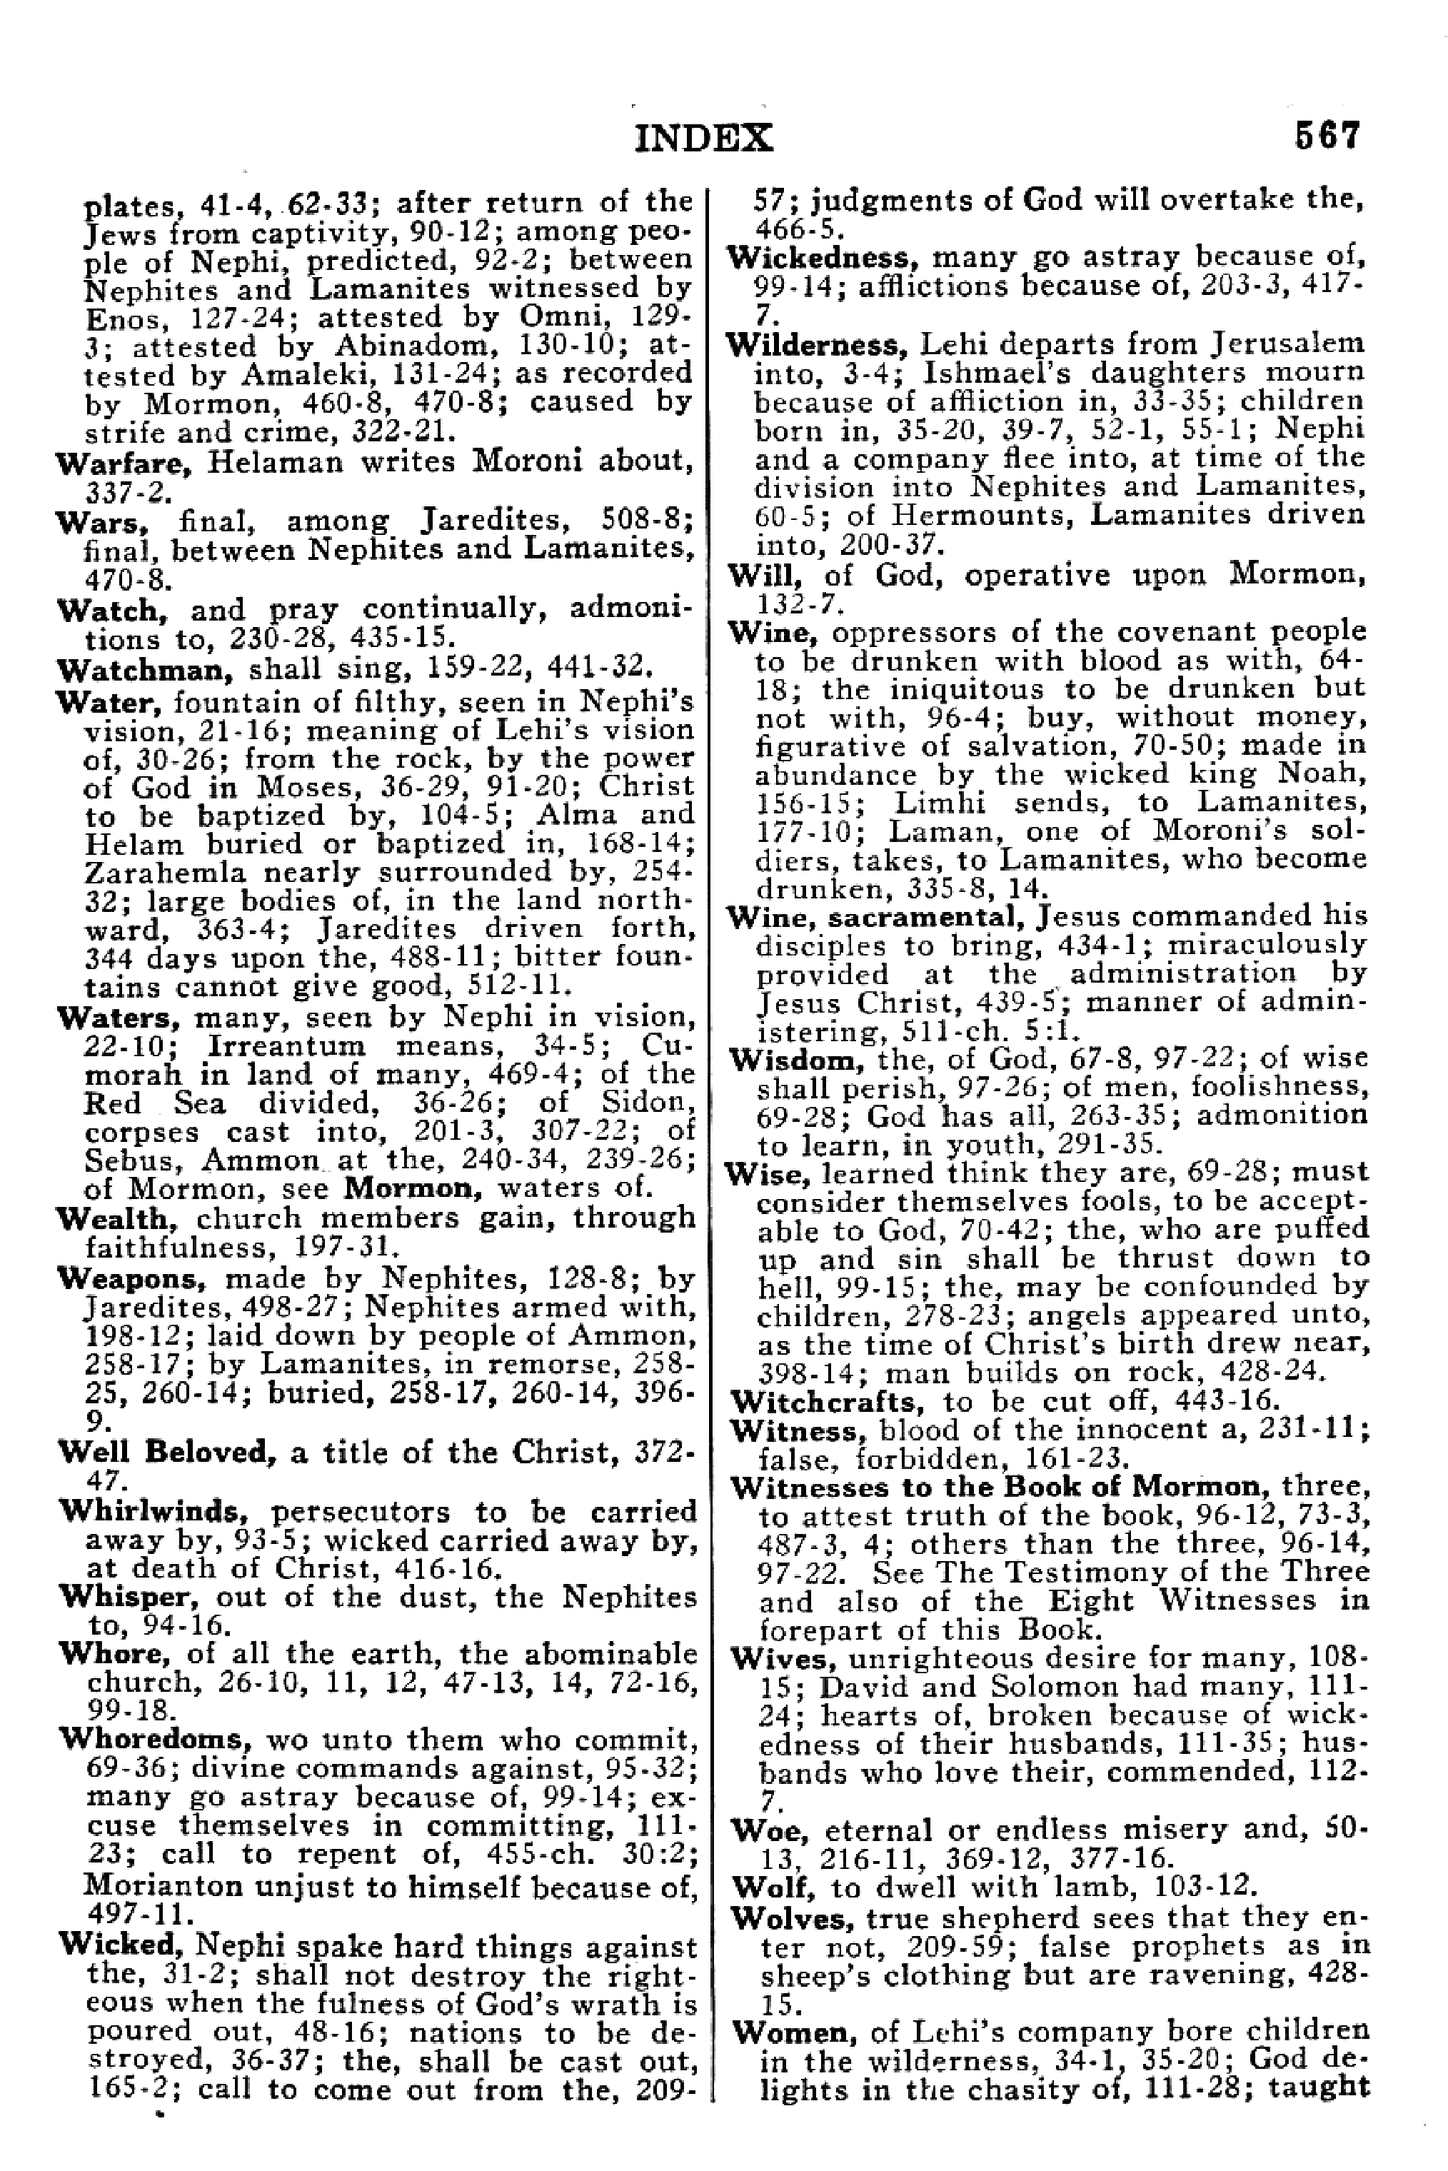 INDEX
567
plates, 41-4, 62-33; after return of the
Jews from captivity, 90-12; among peo-
ple of Nephi, predicted, 92-2; between
Nephites and Lamanites witnessed by
Enos, 127-24; attested by Omni, 129-
3; attested by Abinadom, 130-10; at-
tested by Amaleki, 131-24; as recorded
by Mormon, 460-8, 470-8; caused by
strife and crime, 322-21.
Warfare, Helaman writes Moroni about,
337-2.
Wars, final, among Jaredites, 508-8;
final, between Nephites and Lamanites,
470-8.
Watch, and pray continually, admoni-
tions to, 230-28, 435-15.
Watchman, shall sing, 159-22, 441-32.
Water, fountain of filthy, seen in Nephi's
vision, 21-16; meaning of Lehi's vision
of, 30-26; from the rock, by the power
of God in Moses, 36-29, 91-20; Christ
to be baptized by, 104-5; Alma and
Helam buried or baptized in, 168-14;
Zarahemla nearly surrounded by, 254-
32; large bodies of, in the land north-
ward, 363-4; Jaredites driven forth,
344 days upon the, 488-11; bitter foun-
tains cannot give good, 512-11.
Waters, many, seen by Nephi in vision,
22-10; Irreantum means, 34-5; Cu-
morah in land of many, 469-4; of the
Red Sea divided, 36-26; of Sidon,
corpses cast into, 201-3, 307-22; of
Sebus, Ammon at the, 240-34, 239-26;
of Mormon, see Mormon, waters of.
Wealth, church members gain, through
faithfulness, 197-31.
Weapons, made by Nephites, 128-8; by
Jaredites, 498-27; Nephites armed with,
198-12; laid down by people of Ammon,
258-17; by Lamanites, in remorse, 258-
25, 260-14; buried, 258-17, 260-14, 396-
9.
Well Beloved, a title of the Christ, 372-
47.
Whirlwinds, persecutors to be carried
away by, 93-5; wicked carried away by,
at death of Christ, 416-16.
Whisper, out of the dust, the Nephites
to, 94-16.
Whore, of all the earth, the abominable
church, 26-10, 11, 12, 47-13, 14, 72-16,
99-18.
Whoredoms, wo unto them who commit,
69-36; divine commands against, 95-32;
many go astray because of, 99-14; ex-
cuse themselves in committing, 111-
23; call to repent of, 455-ch. 30:2;
Morianton unjust to himself because of,
497-11.
Wicked, Nephi spake hard things against
the, 31-2; shall not destroy the right-
eous when the fulness of God's wrath is
poured out, 48-16; nations to be de-
stroyed, 36-37; the, shall be cast out,
165-2; call to come out from the, 209-
57; judgments of God will overtake the,
466-5.
Wickedness, many go astray because of,
99-14; afflictions because of, 203-3, 417-
7.
Wilderness, Lehi departs from Jerusalem
into, 3-4; Ishmael's daughters mourn
because of affliction in, 33-35; children
born in, 35-20, 39-7, 52-1, 55-1; Nephi
and a company flee into, at time of the
division into Nephites and Lamanites,
60-5; of Hermounts, Lamanites driven
into, 200-37.
Will, of God, operative upon Mormon,
132-7.
Wine, oppressors of the covenant people
to be drunken with blood as with, 64-
18; the iniquitous to be drunken but
not with, 96-4; buy, without money,
figurative of salvation, 70-50; made in
abundance by the wicked king Noah,
156-15; Limhi sends, to Lamanites,
177-10; Laman, one of Moroni's sol-
diers, takes, to Lamanites, who become
drunken, 335-8, 14.
Wine, sacramental, Jesus commanded his
disciples to bring, 434-1; miraculously
provided at the administration by
Jesus Christ, 439-5; manner of admin-
istering, 511-ch. 5:1.
Wisdom, the, of God, 67-8, 97-22; of wise
shall perish, 97-26; of men, foolishness,
69-28; God has all, 263-35; admonition
to learn, in youth, 291-35.
Wise, learned think they are, 69-28; must
consider themselves fools, to be accept-
able to God, 70-42; the, who are puffed
up and sin shall be thrust down to
hell, 99-15; the, may be confounded by
children, 278-23; angels appeared unto,
as the time of Christ's birth drew near,
398-14; man builds on rock, 428-24.
Witchcrafts, to be cut off, 443-16.
Witness, blood of the innocent a, 231-11;
false, forbidden, 161-23.
Witnesses to the Book of Mormon, three,
to attest truth of the book, 96-12, 73-3,
487-3, 4; others than the three, 96-14,
97-22. See The Testimony of the Three
and also of the Eight Witnesses in
forepart of this Book.
Wives, unrighteous desire for many, 108-
15; David and Solomon had many, 111-
24; hearts of, broken because of wick-
edness of their husbands, 111-35; hus-
bands who love their, commended, 112-
7.
Woe, eternal or endless misery and, 50-
13, 216-11, 369-12, 377-16.
Wolf, to dwell with lamb, 103-12.
Wolves, true shepherd sees that they en-
ter not, 209-59; false prophets as in
sheep's clothing but are ravening, 428-
15.
Women, of Lehi's company bore children
in the wilderness, 34-1, 35-20; God de-
lights in the chasity of, 111-28; taught